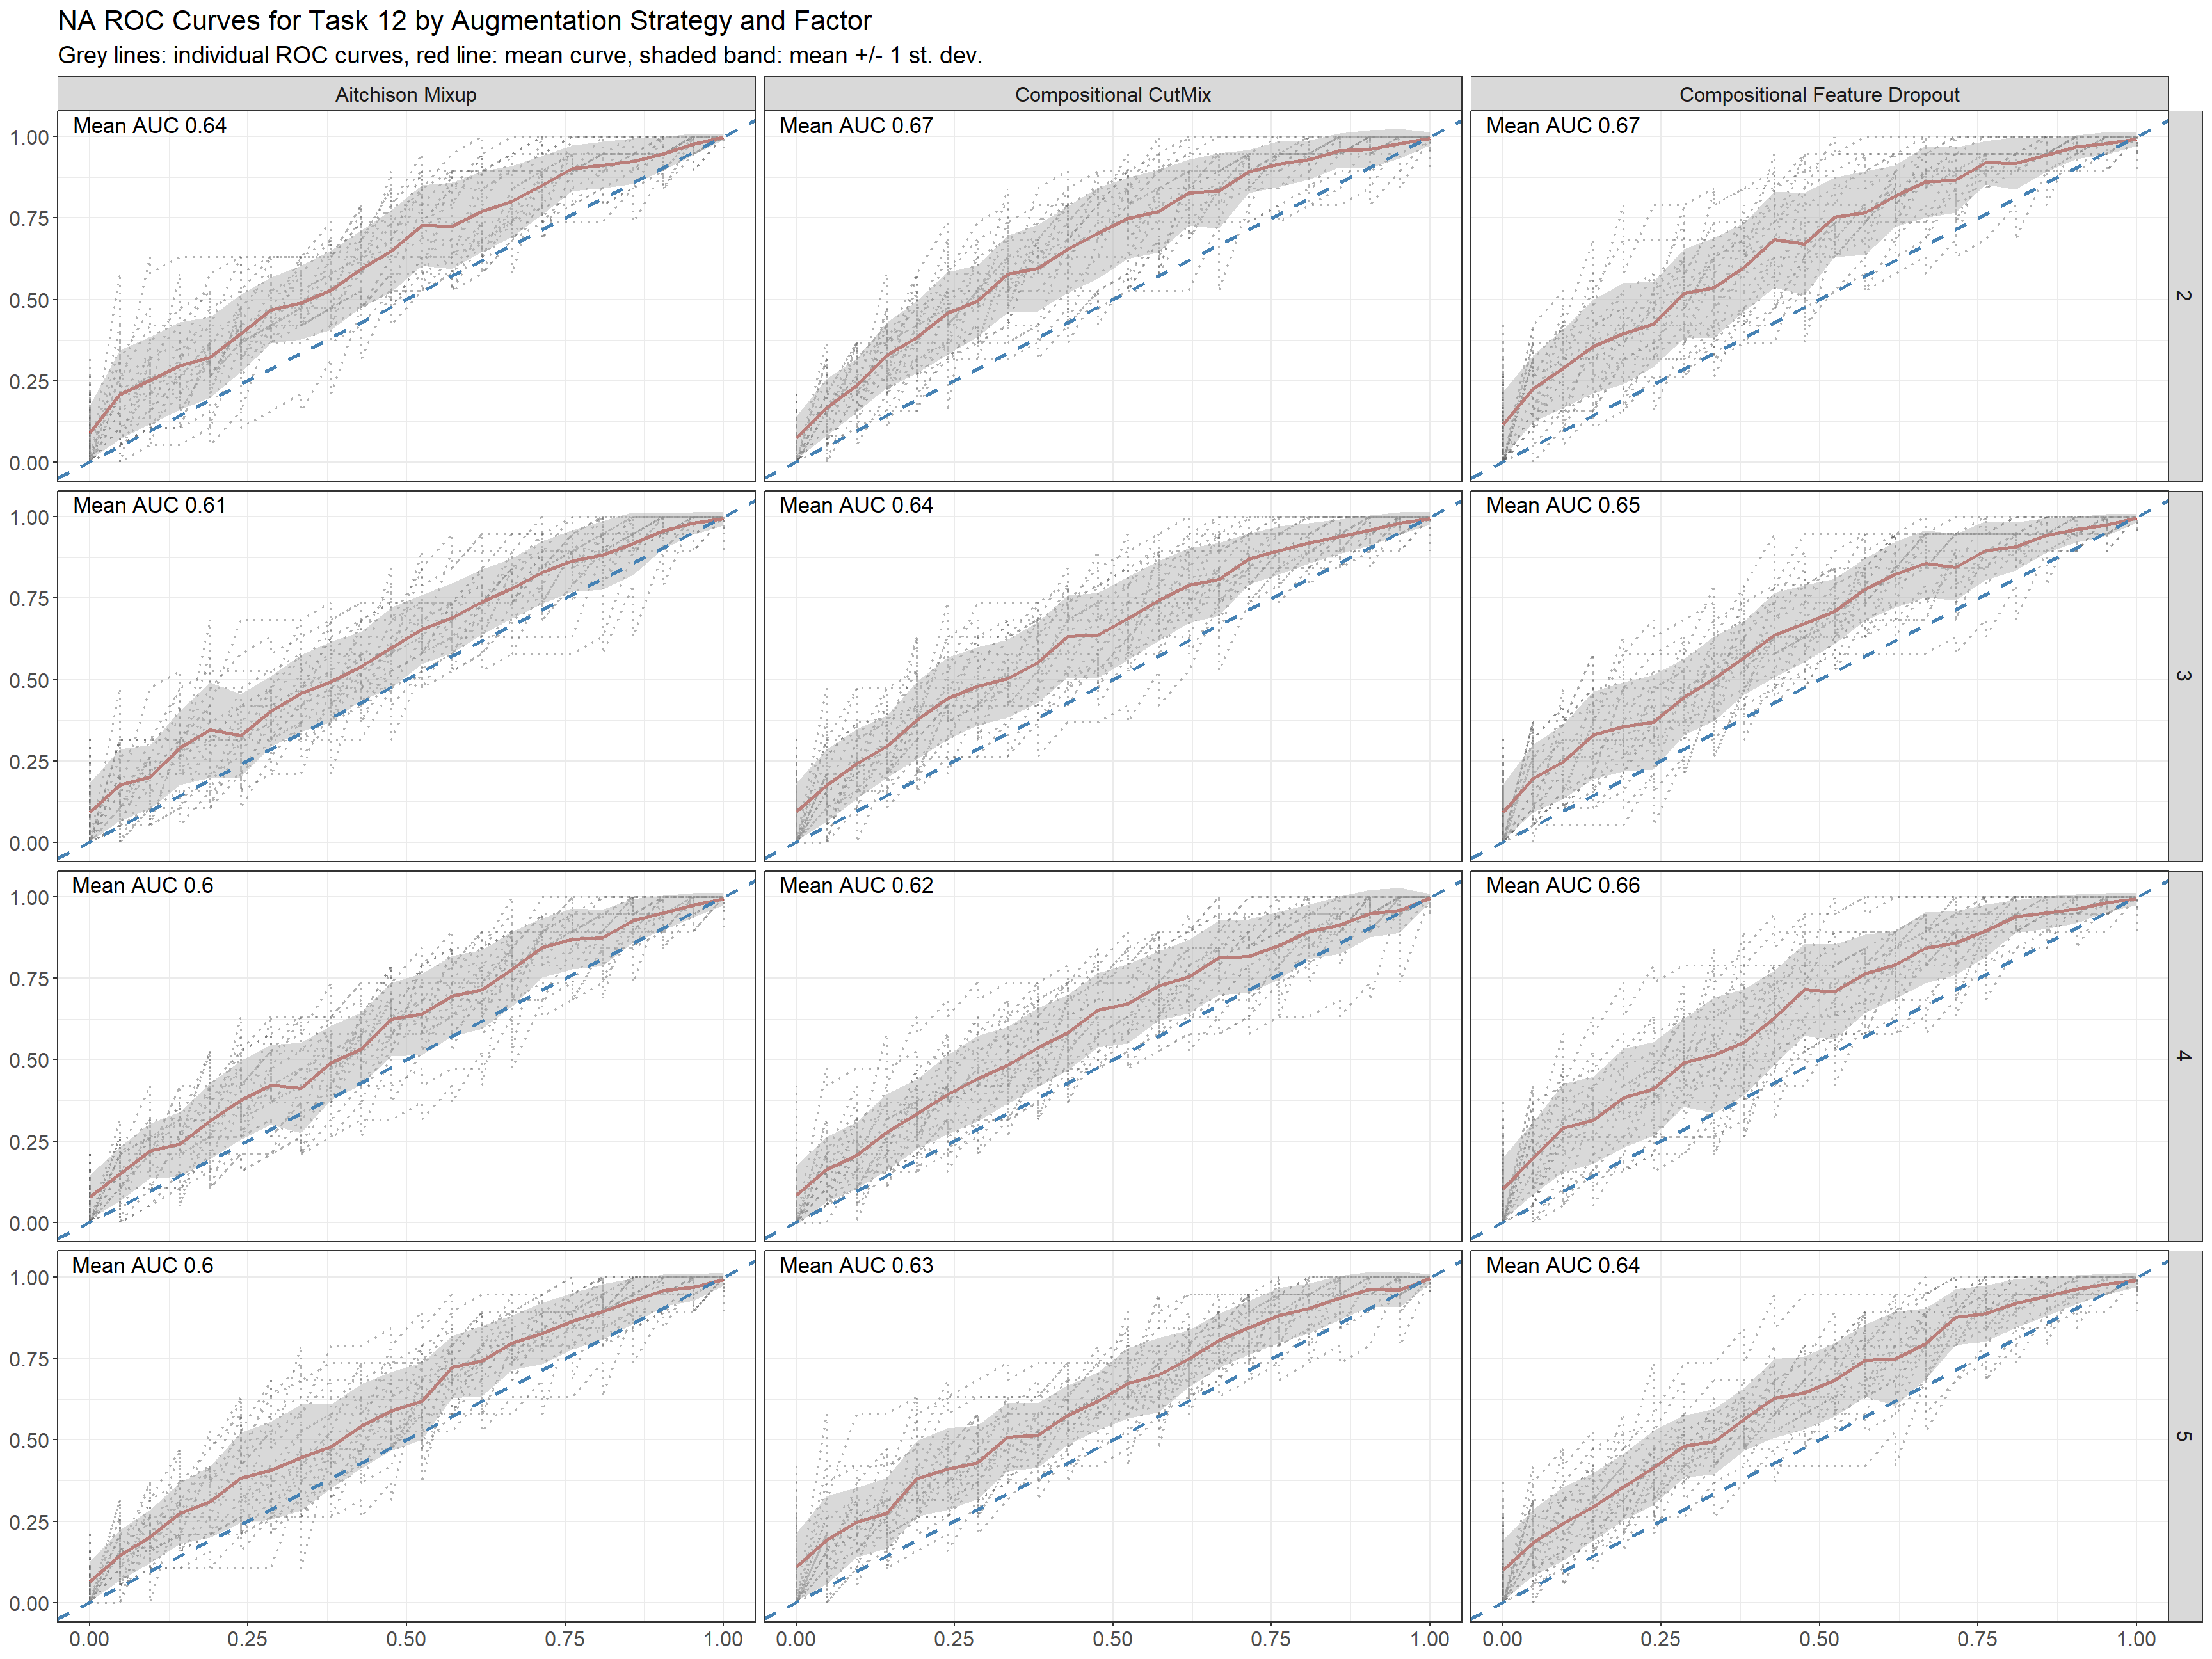 NA ROC Curves for Task 12 by Augmentation Strategy and Factor
Grey lines: individual ROC curves, red line: mean curve, shaded band: mean +/- 1 st. dev.
Aitchison Mixup
Compositional CutMix
Compositional Feature Dropout
Mean AUC 0.64
Mean AUC 0.67
Mean AUC 0.67
2
1.00
0.75
0.50
0.25
0.00
Mean AUC 0.61
Mean AUC 0.64
Mean AUC 0.65
3
1.00
0.75
0.50
0.25
0.00
Mean AUC 0.6
Mean AUC 0.62
Mean AUC 0.66
4
1.00
0.75
0.50
0.25
0.00
Mean AUC 0.6
Mean AUC 0.63
Mean AUC 0.64
5
1.00
0.75
0.50
0.25
0.00
0.00 0.25 0.50 0.75 1.00
0.00 0.25 0.50 0.75 1.00
0.00 0.25 0.50 0.75 1.00